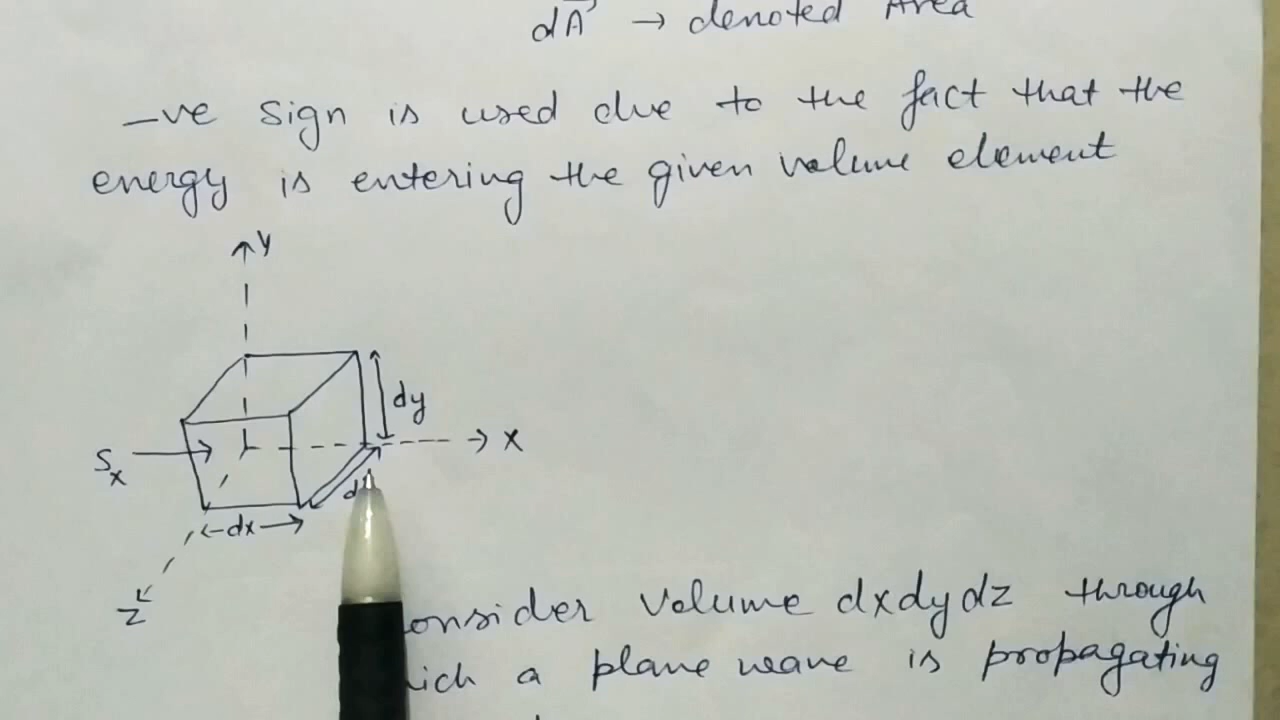 dA → denoted Area
-ve sign is used due to the fact that the
energy is entering the given volume element
Y
dy
Sx
X
dx
Z
Consider Volume dxdydz through
a plane wave is propagating